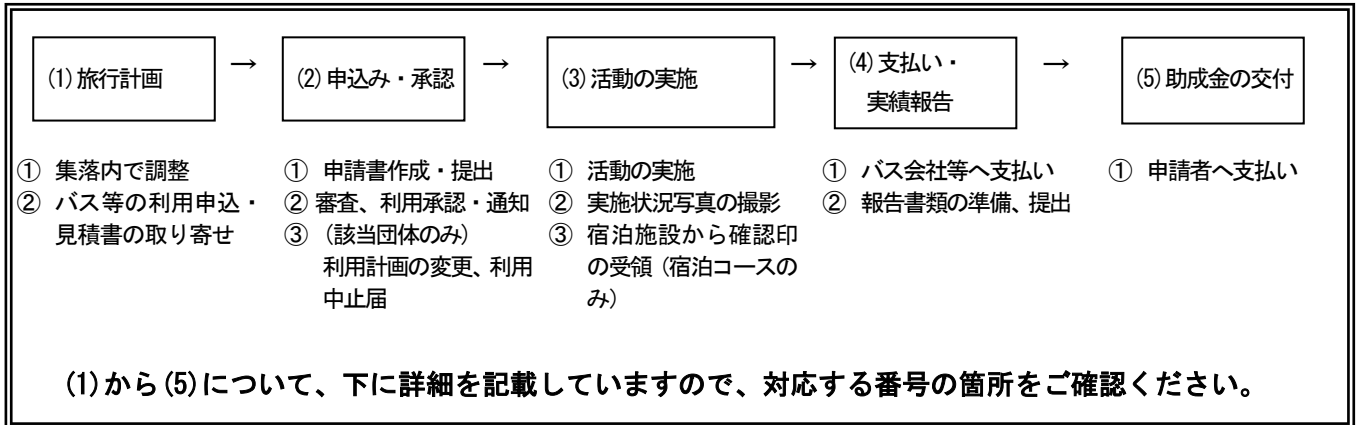 (1)旅行計画 → (2)申込み・承認 → (3)活動の実施 → (4)支払い・ → (5)助成金の交付
実績報告
① 集落内で調整
② バス等の利用申込・
見積書の取り寄せ
① 申請書作成・提出
② 審査、利用承認・通知
③ (該当団体のみ)
利用計画の変更、利用
中止届
① 活動の実施
② 実施状況写真の撮影
③ 宿泊施設から確認印
の受領(宿泊コースの
み)
① バス会社等へ支払い
② 報告書類の準備、提出
① 申請者へ支払い
(1)から(5)について、下に詳細を記載していますので、対応する番号の箇所をご確認ください。